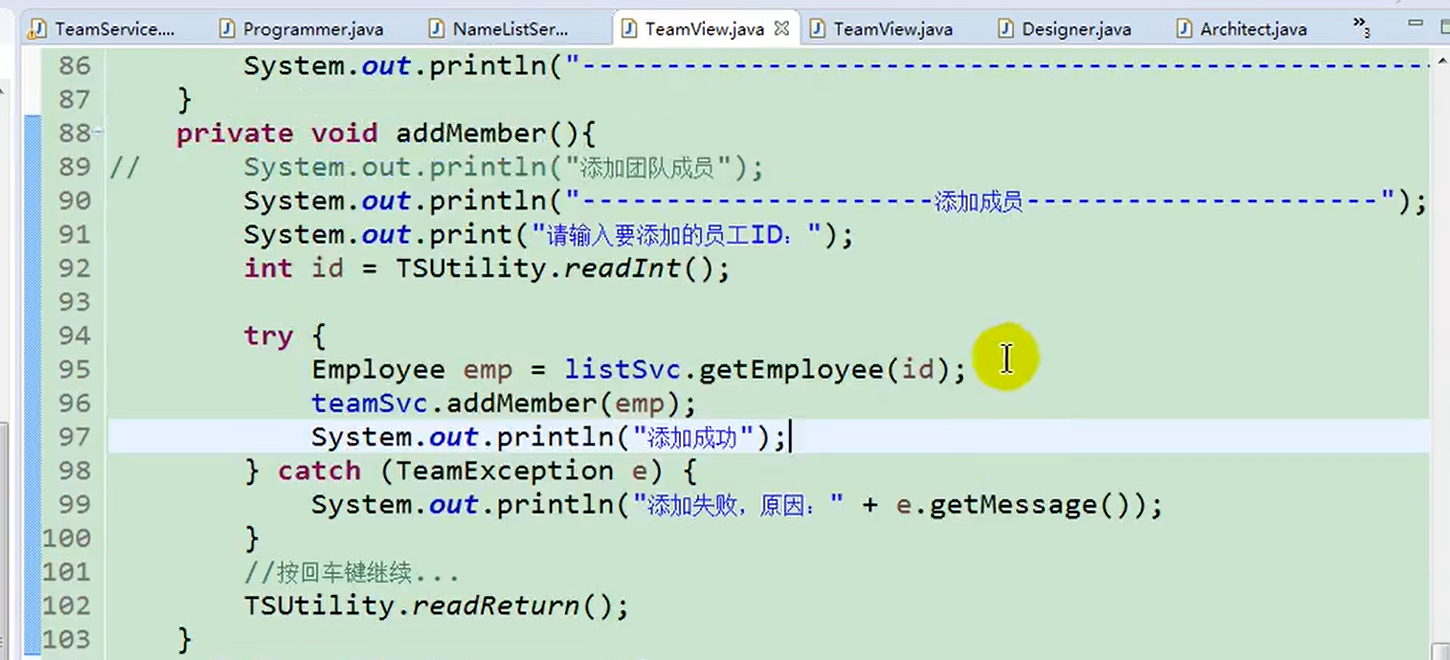 TeamService.... Programmer.java NameListSer... TeamView.java TeamView.java Designer.java Architect.java »3
86 System.out.println("--------------------------------------------------
87 }
88 private void addMember(){
89 // System.out.println("添加团队成员");
90 System.out.println("---------------------添加成员---------------------");
91 System.out.print("请输入要添加的员工ID：");
92 int id = TSUtility.readInt();
93
94 try {
95 Employee emp = listSvc.getEmployee(id);
96 teamSvc.addMember(emp);
97 System.out.println("添加成功");
98 } catch (TeamException e) {
99 System.out.println("添加失败，原因：" + e.getMessage());
100 }
101 //按回车键继续...
102 TSUtility.readReturn();
103 }